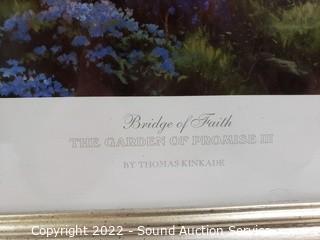 Bridge of Faith
THE GARDEN OF PROMISE III
BY THOMAS KINKADE
Copyright 2022 - Sound Auction Service